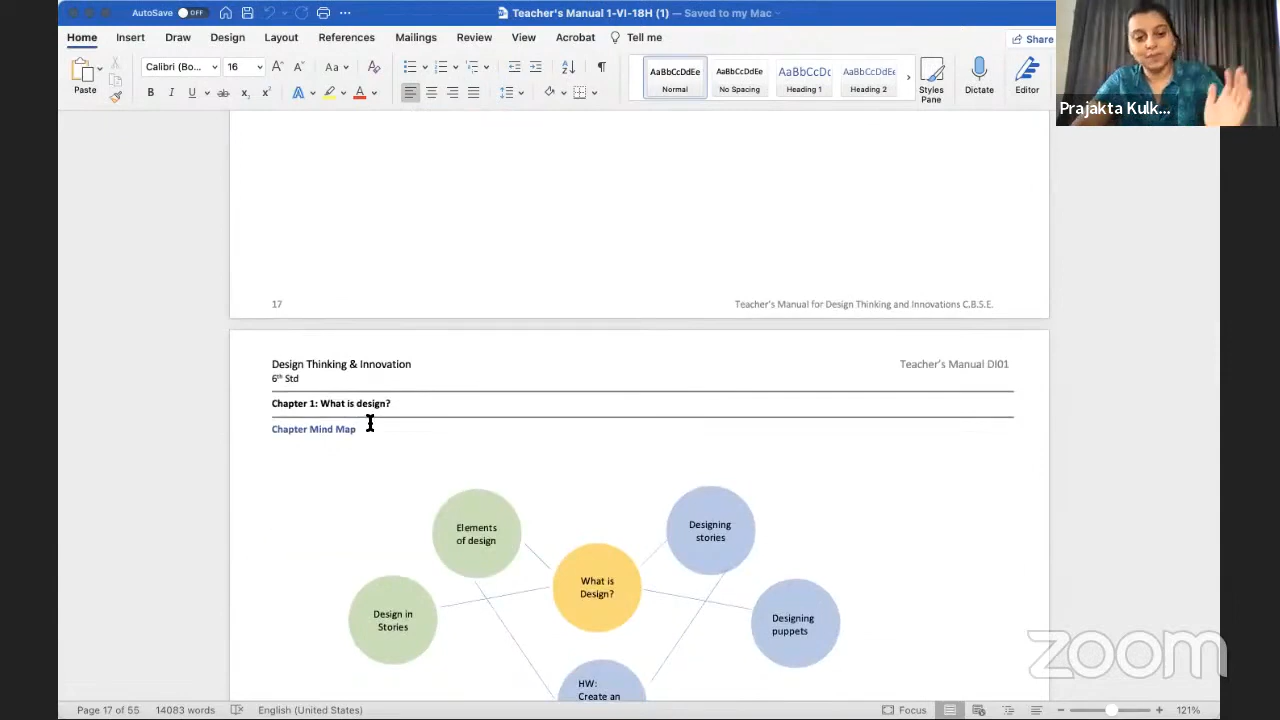 AutoSave OFF
Teacher's Manual 1-VI-18H (1) — Saved to my Mac
Home Insert Draw Design Layout References Mailings Review View Acrobat Tell me
Share
Paste
Calibri (Bo...
16
Aa
AaBbCcDdEe
Normal
AaBbCcDdEe
No Spacing
AaBbCcDc
Heading 1
AaBbCcDdEe
Heading 2
Styles
Pane
Dictate
Editor
Prajakta Kulk...
17
Teacher's Manual for Design Thinking and Innovations C.B.S.E.
Design Thinking & Innovation
Teacher's Manual DI01
6th Std
Chapter 1: What is design?
Chapter Mind Map
Elements
of design
Designing
stories
What is
Design?
Design in
Stories
Designing
puppets
HW:
Create an
zoom
Page 17 of 55
14083 words
English (United States)
Focus
121%